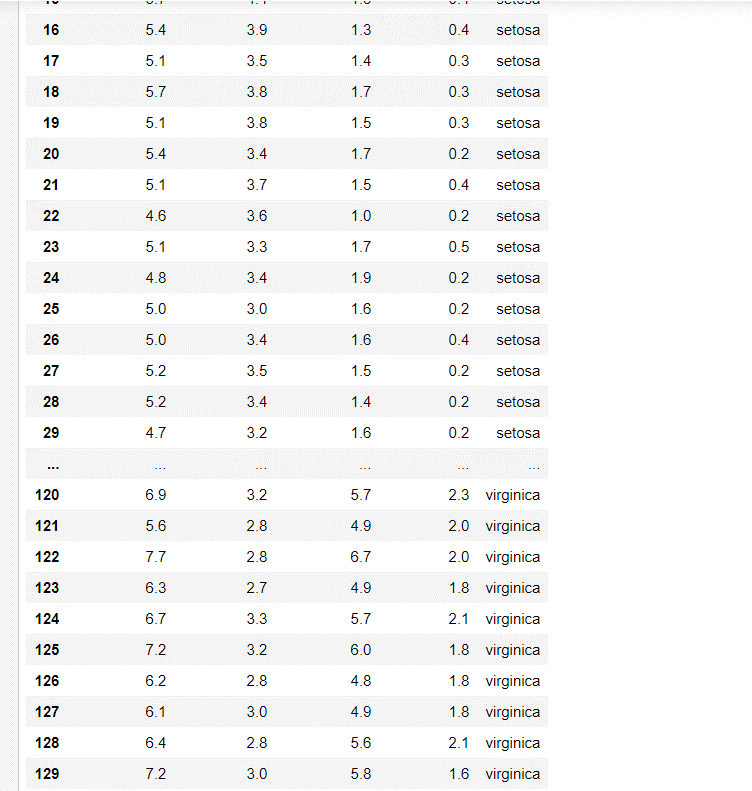 16 5.4 3.9 1.3 0.4 setosa
17 5.1 3.5 1.4 0.3 setosa
18 5.7 3.8 1.7 0.3 setosa
19 5.1 3.8 1.5 0.3 setosa
20 5.4 3.4 1.7 0.2 setosa
21 5.1 3.7 1.5 0.4 setosa
22 4.6 3.6 1.0 0.2 setosa
23 5.1 3.3 1.7 0.5 setosa
24 4.8 3.4 1.9 0.2 setosa
25 5.0 3.0 1.6 0.2 setosa
26 5.0 3.4 1.6 0.4 setosa
27 5.2 3.5 1.5 0.2 setosa
28 5.2 3.4 1.4 0.2 setosa
29 4.7 3.2 1.6 0.2 setosa
... ... ... ... ... ...
120 6.9 3.2 5.7 2.3 virginica
121 5.6 2.8 4.9 2.0 virginica
122 7.7 2.8 6.7 2.0 virginica
123 6.3 2.7 4.9 1.8 virginica
124 6.7 3.3 5.7 2.1 virginica
125 7.2 3.2 6.0 1.8 virginica
126 6.2 2.8 4.8 1.8 virginica
127 6.1 3.0 4.9 1.8 virginica
128 6.4 2.8 5.6 2.1 virginica
129 7.2 3.0 5.8 1.6 virginica